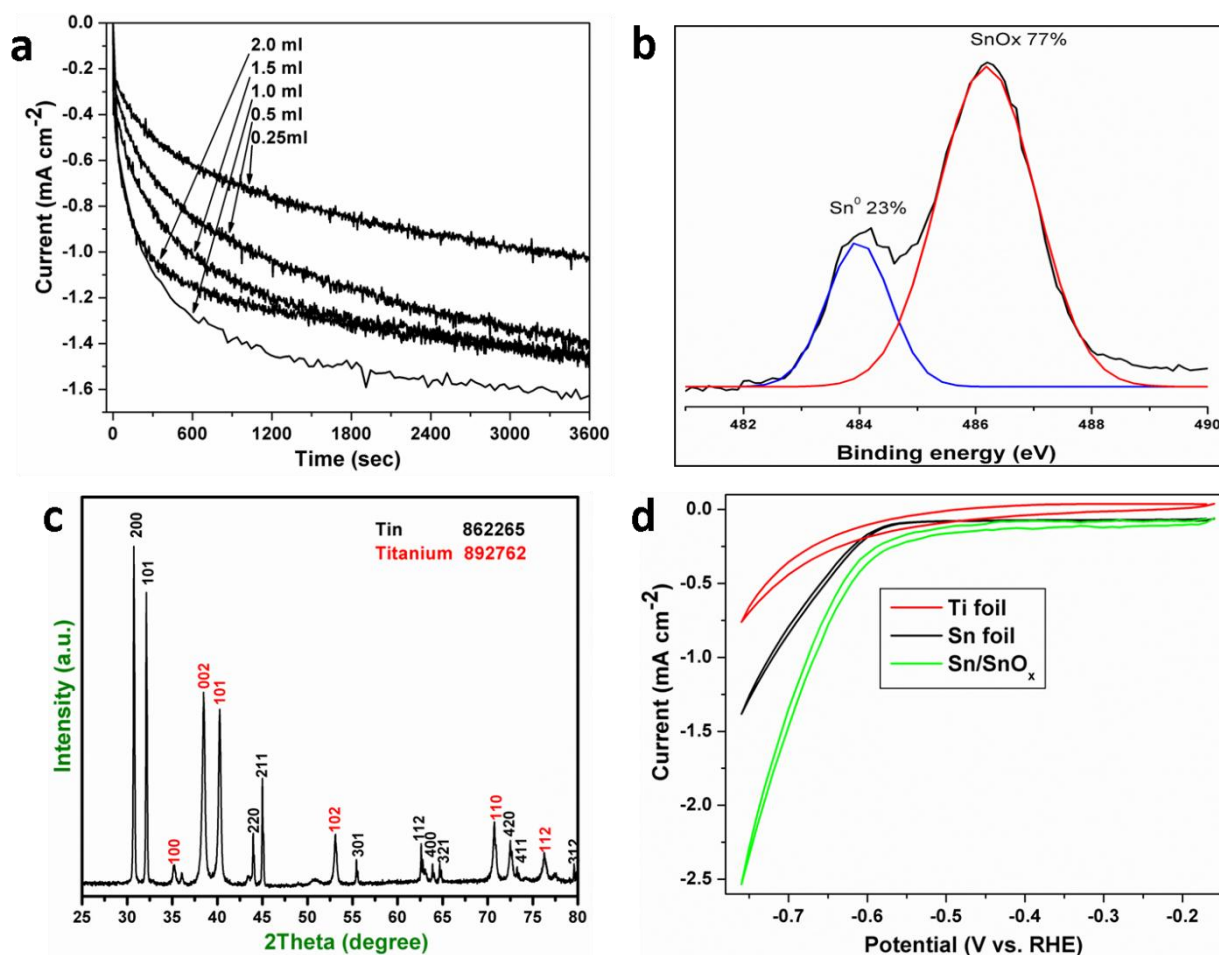 a
0.0
-0.2
-0.4
-0.6
-0.8
-1.0
-1.2
-1.4
-1.6
Current (mA cm⁻²)
2.0 ml
1.5 ml
1.0 ml
0.5 ml
0.25ml
0 600 1200 1800 2400 3000 3600
Time (sec)
b
SnOx 77%
Sn⁰ 23%
482 484 486 488 490
Binding energy (eV)
c
Tin 862265
Titanium 892762
Intensity (a.u.)
200
101
100
002
101
220
211
102
301
112
400
321
110
420
411
112
312
25 30 35 40 45 50 55 60 65 70 75 80
2Theta (degree)
d
0.0
-0.5
-1.0
-1.5
-2.0
-2.5
Current (mA cm⁻²)
Ti foil
Sn foil
Sn/SnOₓ
-0.7 -0.6 -0.5 -0.4 -0.3 -0.2
Potential (V vs. RHE)